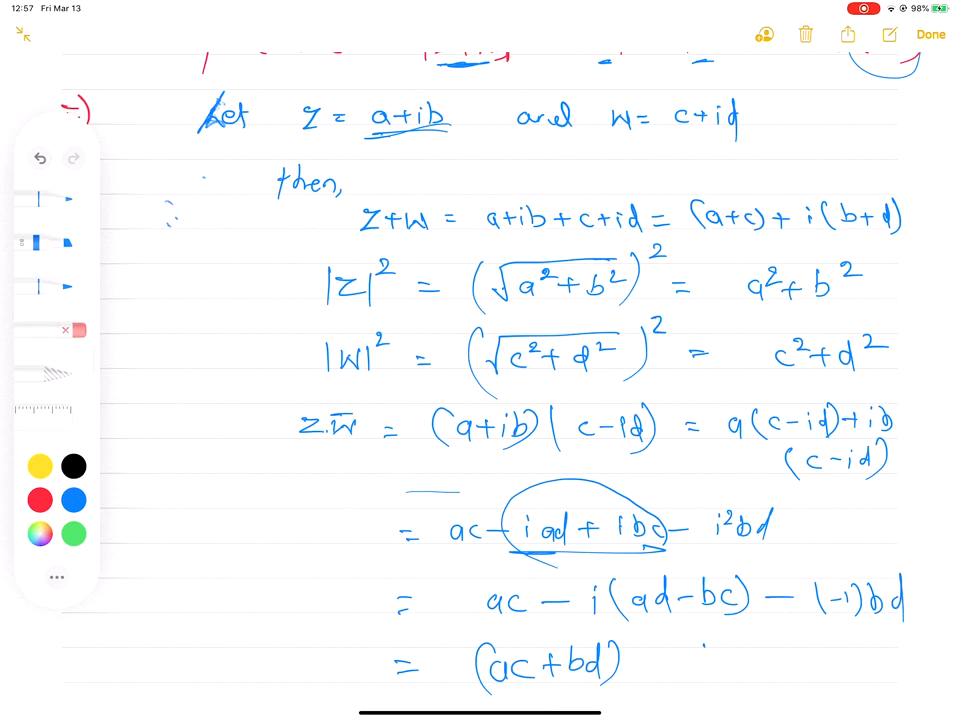 12:57 Fri Mar 13
98%
Done
Let z = a+ib and w = c+id
then,
z+w = a+ib+c+id = (a+c) + i(b+d)
|z|² = (√(a²+b²))² = a²+b²
|w|² = (√(c²+d²))² = c²+d²
z.w̅ = (a+ib)(c-id) = a(c-id)+ib
(c-id)
= ac - iad + ibc - i²bd
= ac - i(ad-bc) - (-1)bd
= (ac+bd)